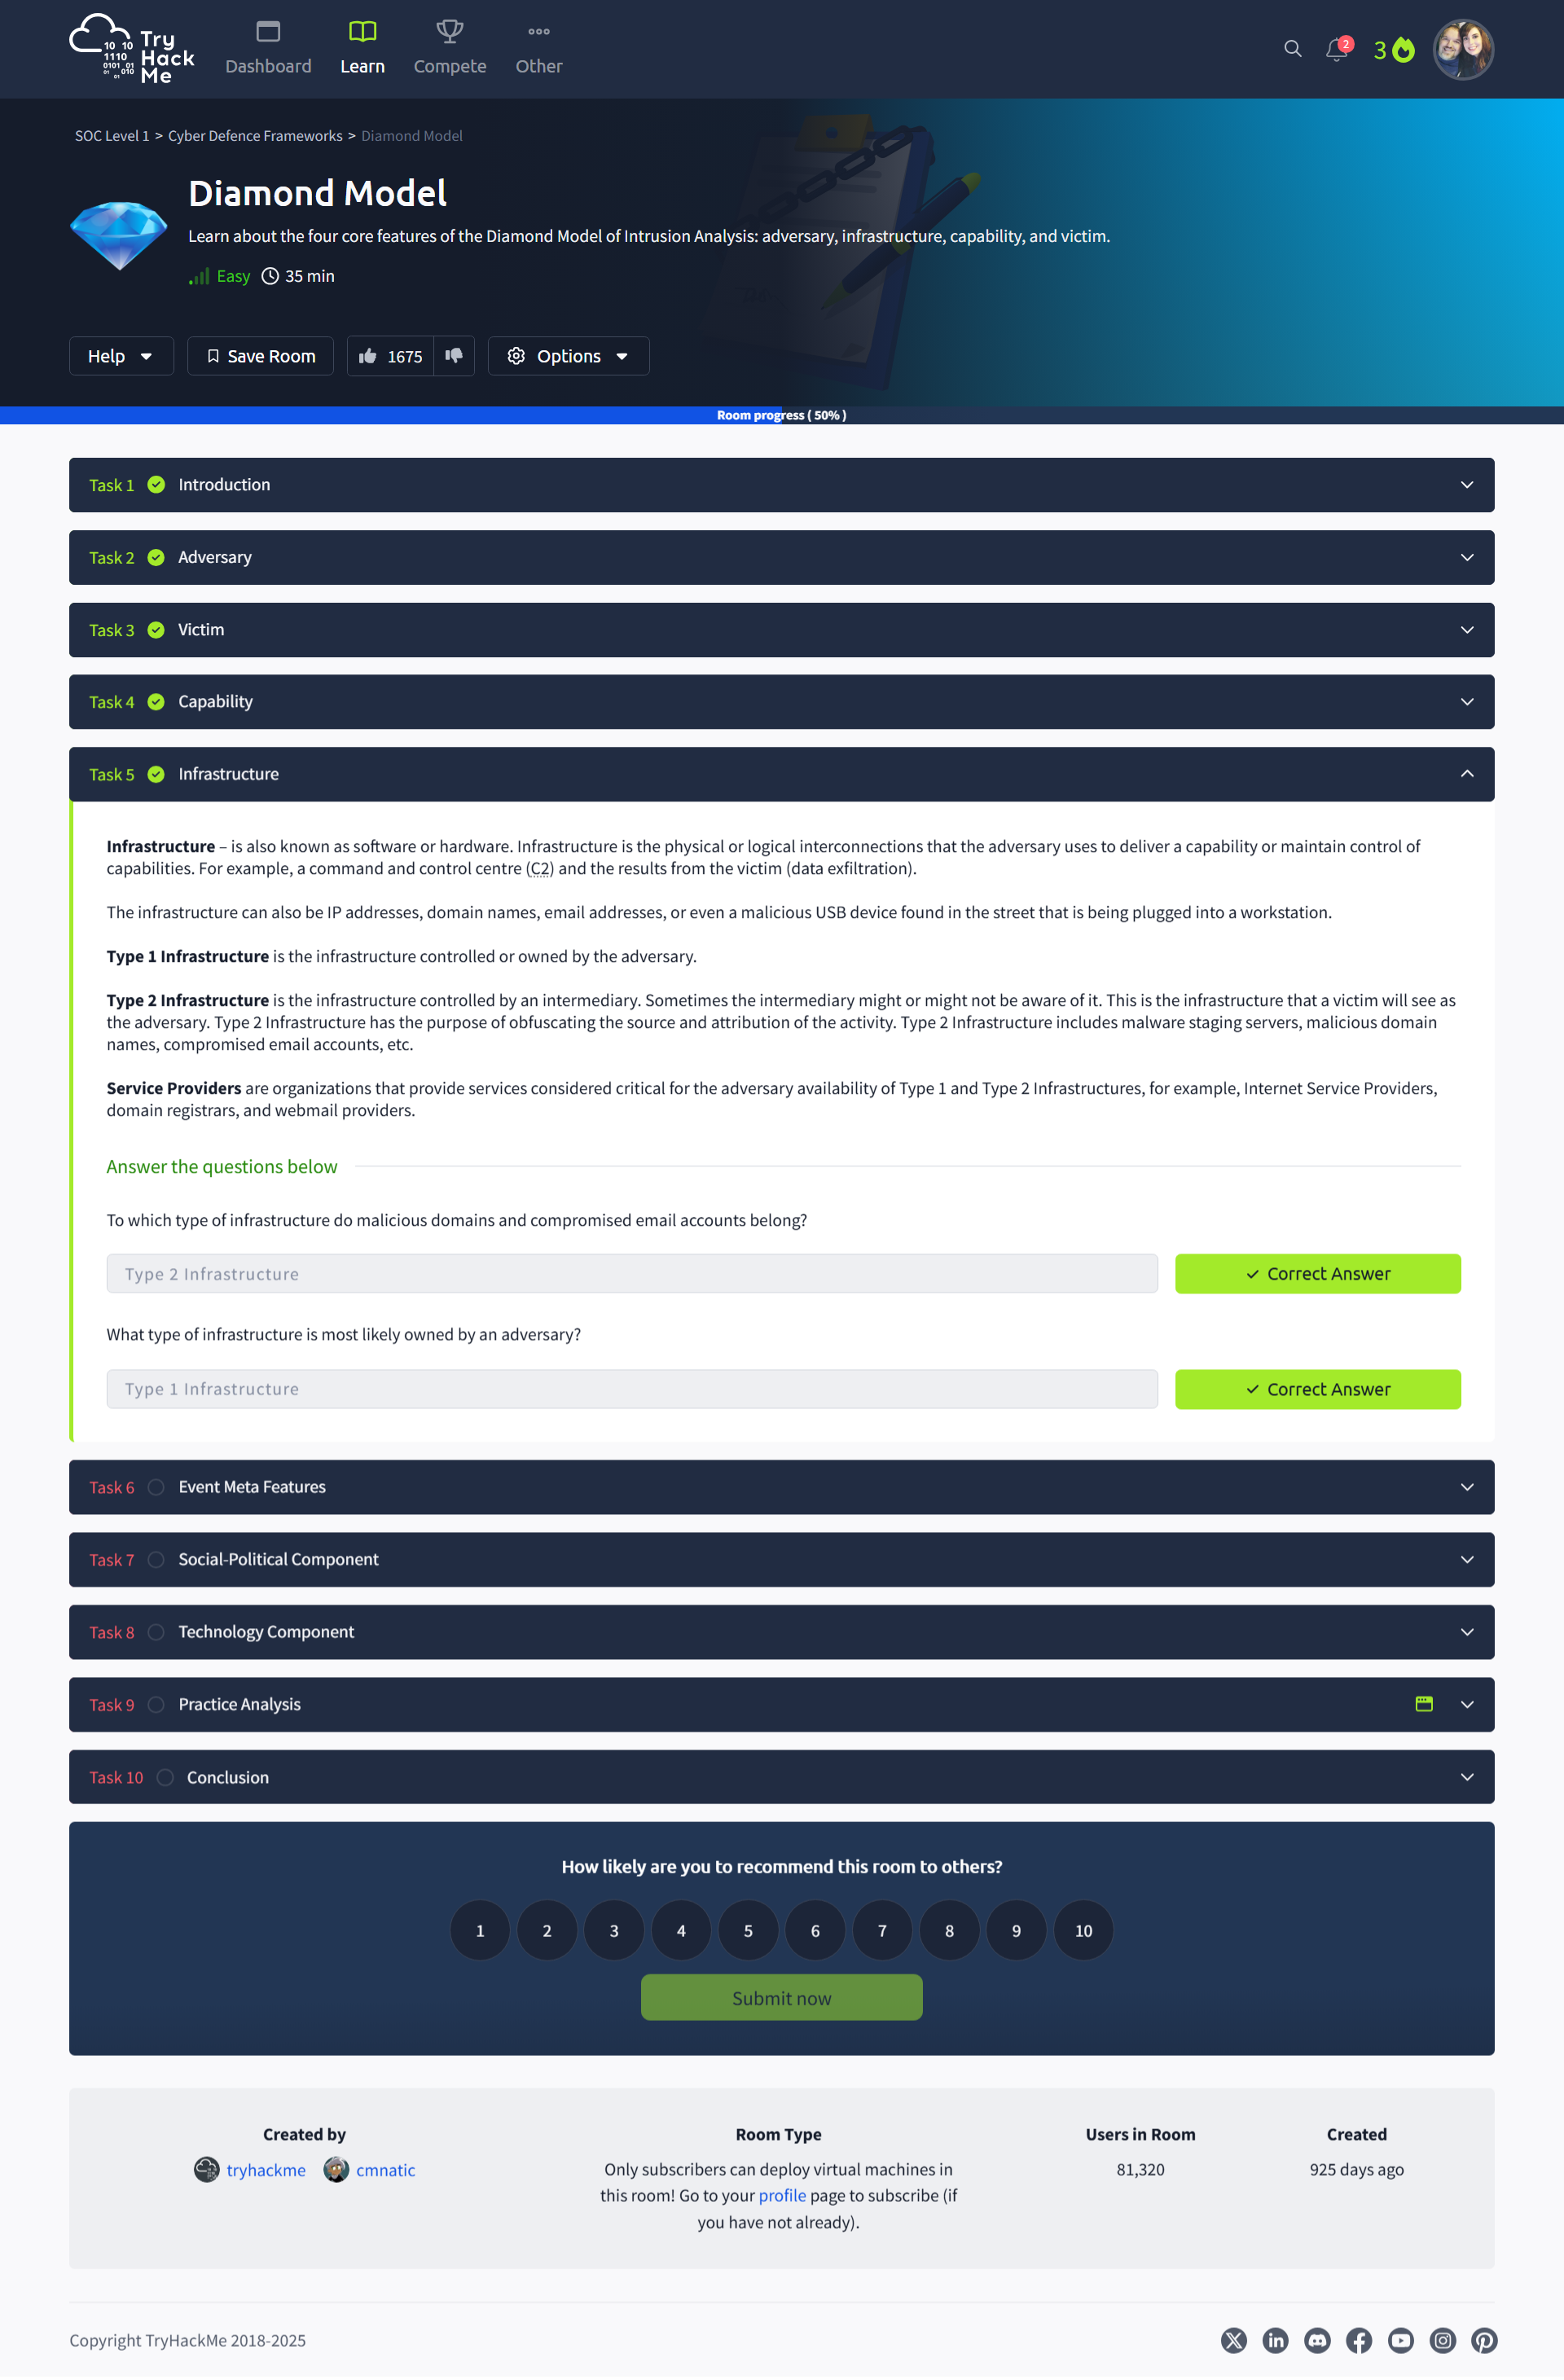 Try
Hack
Me
10 10
1110
0101 01
01 010
01
Dashboard
Learn
Compete
Other
2
3
SOC Level 1 > Cyber Defence Frameworks > Diamond Model
Diamond Model
Learn about the four core features of the Diamond Model of Intrusion Analysis: adversary, infrastructure, capability, and victim.
Easy 35 min
Help
Save Room
1675
Options
Room progress ( 50% )
Task 1 Introduction
Task 2 Adversary
Task 3 Victim
Task 4 Capability
Task 5 Infrastructure
Infrastructure – is also known as software or hardware. Infrastructure is the physical or logical interconnections that the adversary uses to deliver a capability or maintain control of
capabilities. For example, a command and control centre (C2) and the results from the victim (data exfiltration).
The infrastructure can also be IP addresses, domain names, email addresses, or even a malicious USB device found in the street that is being plugged into a workstation.
Type 1 Infrastructure is the infrastructure controlled or owned by the adversary.
Type 2 Infrastructure is the infrastructure controlled by an intermediary. Sometimes the intermediary might or might not be aware of it. This is the infrastructure that a victim will see as
the adversary. Type 2 Infrastructure has the purpose of obfuscating the source and attribution of the activity. Type 2 Infrastructure includes malware staging servers, malicious domain
names, compromised email accounts, etc.
Service Providers are organizations that provide services considered critical for the adversary availability of Type 1 and Type 2 Infrastructures, for example, Internet Service Providers,
domain registrars, and webmail providers.
Answer the questions below
To which type of infrastructure do malicious domains and compromised email accounts belong?
Type 2 Infrastructure
Correct Answer
What type of infrastructure is most likely owned by an adversary?
Type 1 Infrastructure
Correct Answer
Task 6 Event Meta Features
Task 7 Social-Political Component
Task 8 Technology Component
Task 9 Practice Analysis
Task 10 Conclusion
How likely are you to recommend this room to others?
1 2 3 4 5 6 7 8 9 10
Submit now
Created by
tryhackme cmnatic
Room Type
Only subscribers can deploy virtual machines in
this room! Go to your profile page to subscribe (if
you have not already).
Users in Room
81,320
Created
925 days ago
Copyright TryHackMe 2018-2025